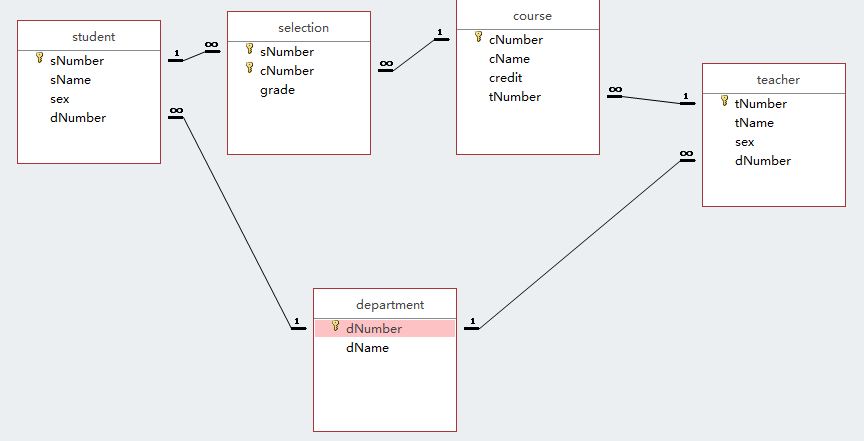 student
sNumber
sName
sex
dNumber
1
∞
selection
sNumber
cNumber
grade
∞
1
course
cNumber
cName
credit
tNumber
∞
1
teacher
tNumber
tName
sex
dNumber
∞
∞
1
department
dNumber
dName
1